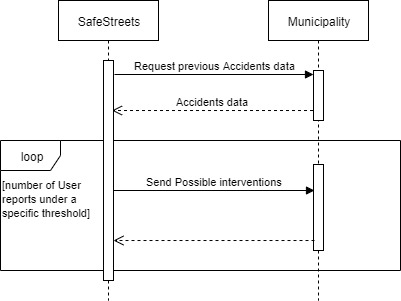 SafeStreets
Municipality
Request previous Accidents data
Accidents data
loop
[number of User
reports under a
specific threshold]
Send Possible interventions